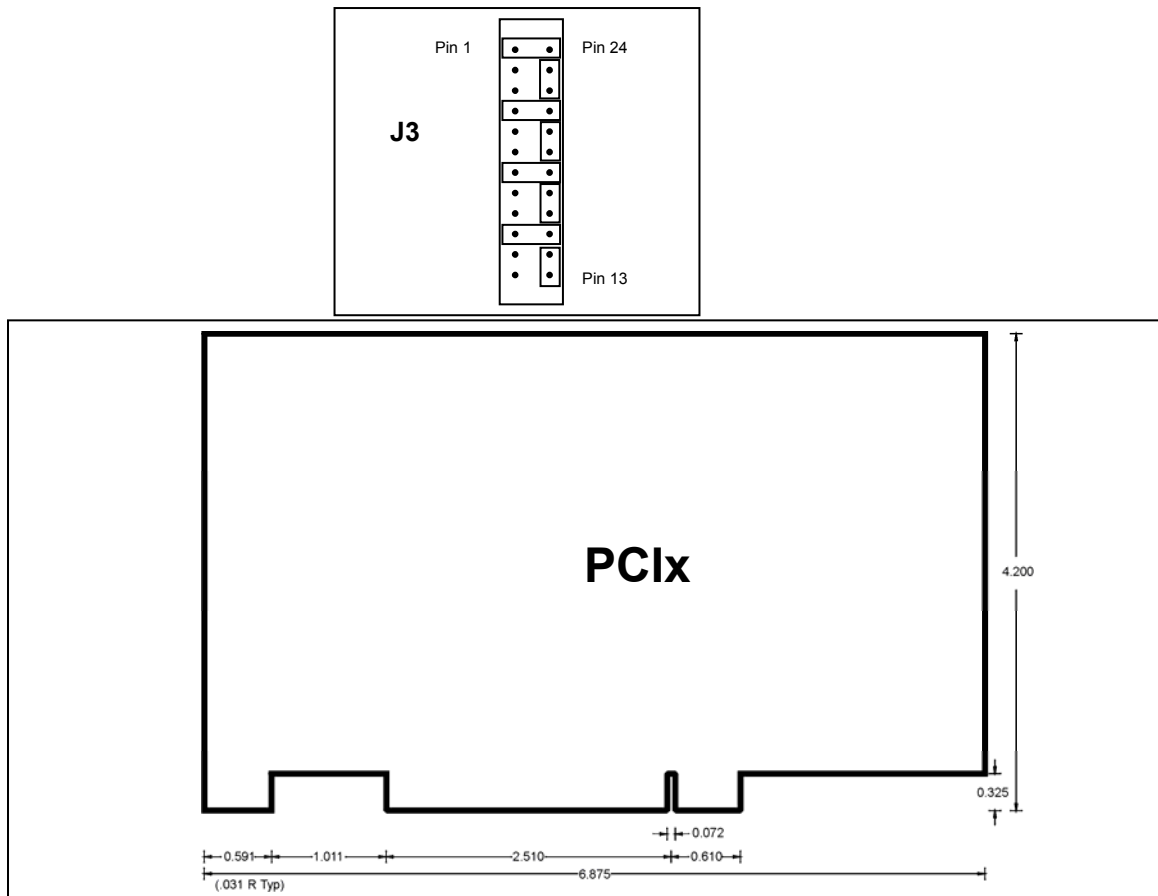 Pin 1 Pin 24
J3
Pin 13
PCIx
4.200
0.325
0.072
0.591 1.011 2.510 0.610
6.875
(.031 R Typ)